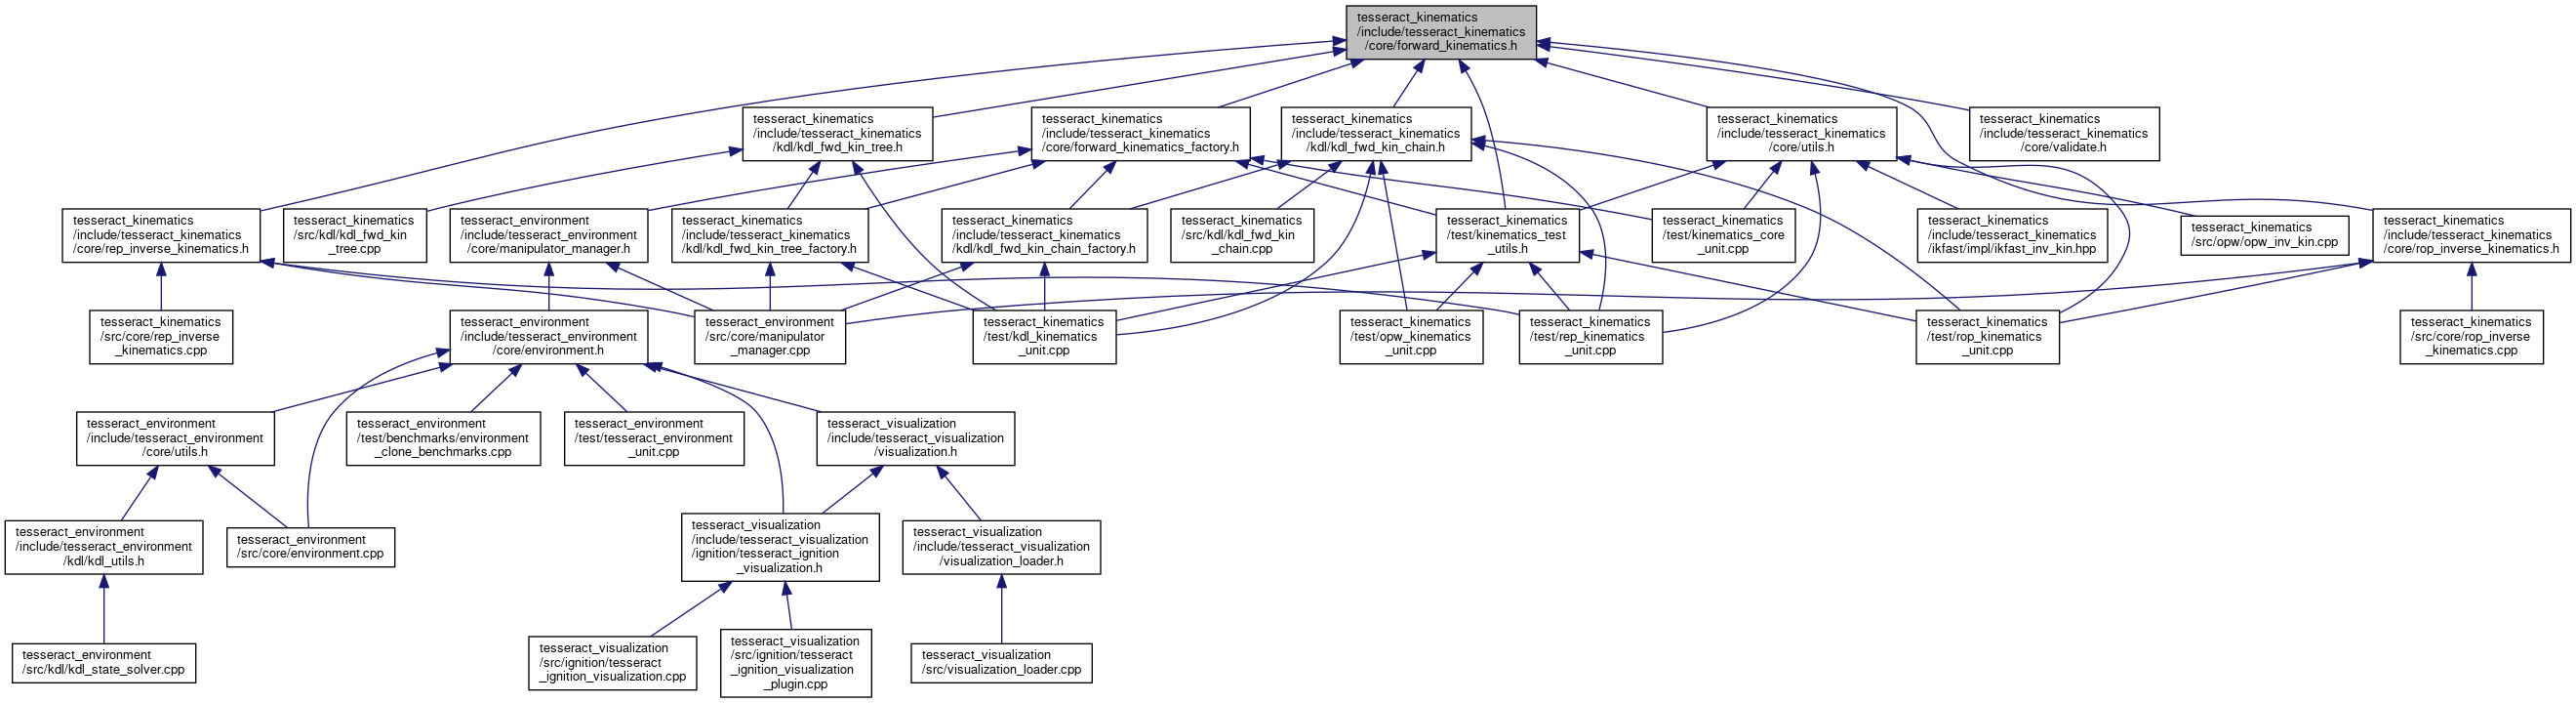 tesseract_kinematics
/include/tesseract_kinematics
/core/forward_kinematics.h
tesseract_kinematics
/include/tesseract_kinematics
/kdl/kdl_fwd_kin_tree.h
tesseract_kinematics
/include/tesseract_kinematics
/core/forward_kinematics_factory.h
tesseract_kinematics
/include/tesseract_kinematics
/kdl/kdl_fwd_kin_chain.h
tesseract_kinematics
/include/tesseract_kinematics
/core/utils.h
tesseract_kinematics
/include/tesseract_kinematics
/core/validate.h
tesseract_kinematics
/include/tesseract_kinematics
/core/rep_inverse_kinematics.h
tesseract_kinematics
/src/kdl/kdl_fwd_kin
_tree.cpp
tesseract_environment
/include/tesseract_environment
/core/manipulator_manager.h
tesseract_kinematics
/include/tesseract_kinematics
/kdl/kdl_fwd_kin_tree_factory.h
tesseract_kinematics
/include/tesseract_kinematics
/kdl/kdl_fwd_kin_chain_factory.h
tesseract_kinematics
/src/kdl/kdl_fwd_kin
_chain.cpp
tesseract_kinematics
/test/kinematics_test
_utils.h
tesseract_kinematics
/test/kinematics_core
_unit.cpp
tesseract_kinematics
/include/tesseract_kinematics
/ikfast/impl/ikfast_inv_kin.hpp
tesseract_kinematics
/src/opw/opw_inv_kin.cpp
tesseract_kinematics
/include/tesseract_kinematics
/core/rop_inverse_kinematics.h
tesseract_kinematics
/src/core/rep_inverse
_kinematics.cpp
tesseract_environment
/include/tesseract_environment
/core/environment.h
tesseract_environment
/src/core/manipulator
_manager.cpp
tesseract_kinematics
/test/kdl_kinematics
_unit.cpp
tesseract_kinematics
/test/opw_kinematics
_unit.cpp
tesseract_kinematics
/test/rep_kinematics
_unit.cpp
tesseract_kinematics
/test/rop_kinematics
_unit.cpp
tesseract_kinematics
/src/core/rop_inverse
_kinematics.cpp
tesseract_environment
/include/tesseract_environment
/core/utils.h
tesseract_environment
/test/benchmarks/environment
_clone_benchmarks.cpp
tesseract_environment
/test/tesseract_environment
_unit.cpp
tesseract_visualization
/include/tesseract_visualization
/visualization.h
tesseract_environment
/include/tesseract_environment
/kdl/kdl_utils.h
tesseract_environment
/src/core/environment.cpp
tesseract_visualization
/include/tesseract_visualization
/ignition/tesseract_ignition
_visualization.h
tesseract_visualization
/include/tesseract_visualization
/visualization_loader.h
tesseract_environment
/src/kdl/kdl_state_solver.cpp
tesseract_visualization
/src/ignition/tesseract
_ignition_visualization.cpp
tesseract_visualization
/src/ignition/tesseract
_ignition_visualization
_plugin.cpp
tesseract_visualization
/src/visualization_loader.cpp